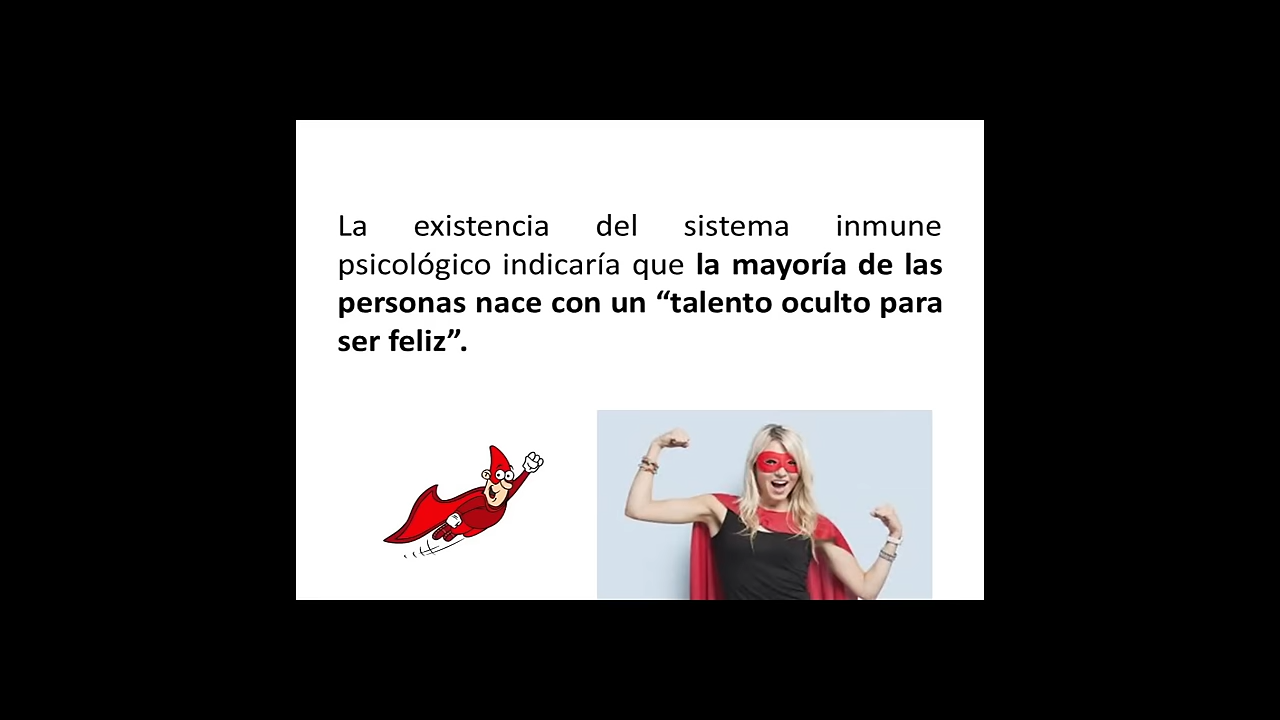 La existencia del sistema inmune
psicológico indicaría que la mayoría de las
personas nace con un “talento oculto para
ser feliz”.